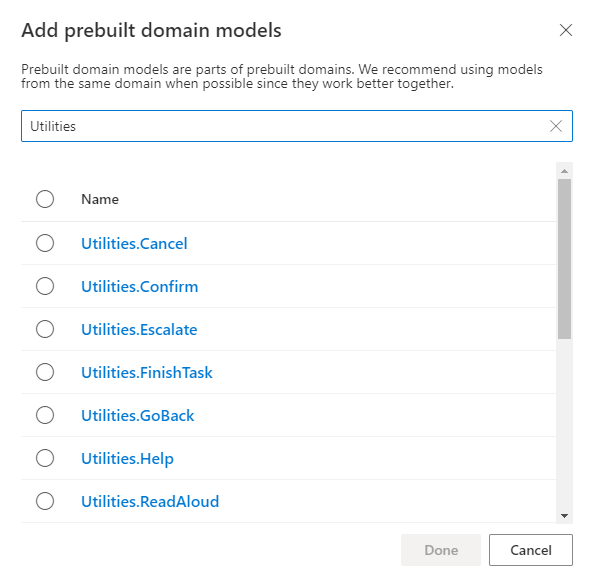 Add prebuilt domain models
Prebuilt domain models are parts of prebuilt domains. We recommend using models
from the same domain when possible since they work better together.
Utilities
Name
Utilities.Cancel
Utilities.Confirm
Utilities.Escalate
Utilities.FinishTask
Utilities.GoBack
Utilities.Help
Utilities.ReadAloud
Done
Cancel